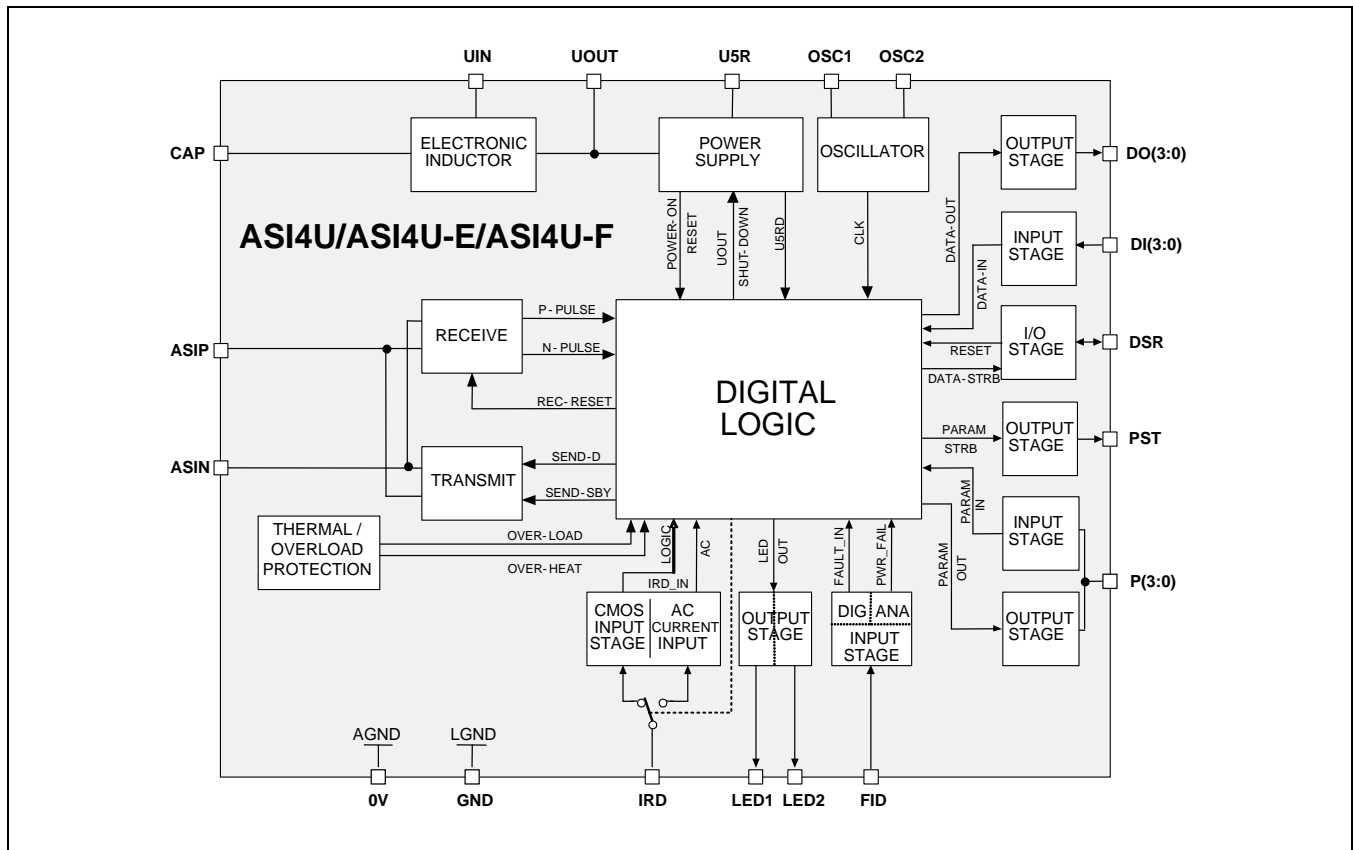 UIN
UOUT
U5R
OSC1
OSC2
CAP
ELECTRONIC
INDUCTOR
POWER
SUPPLY
OSCILLATOR
OUTPUT
STAGE
DO(3:0)
ASI4U/ASI4U-E/ASI4U-F
POWER-ON
RESET
UOUT
SHUT-DOWN
U5RD
CLK
DATA-OUT
DATA-IN
INPUT
STAGE
DI(3:0)
ASIP
RECEIVE
P-PULSE
N-PULSE
REC-RESET
DIGITAL
LOGIC
RESET
DATA-STRB
I/O
STAGE
DSR
ASIN
TRANSMIT
SEND-D
SEND-SBY
PARAM
STRB
OUTPUT
STAGE
PST
PARAM
IN
INPUT
STAGE
PARAM
OUT
OUTPUT
STAGE
P(3:0)
THERMAL /
OVERLOAD
PROTECTION
OVER-LOAD
OVER-HEAT
LOGIC
IRD_IN
AC
LED
OUT
FAULT_IN
PWR_FAIL
CMOS
INPUT
STAGE
AC
CURRENT
INPUT
OUTPUT
STAGE
DIG
ANA
INPUT
STAGE
AGND
LGND
0V
GND
IRD
LED1
LED2
FID